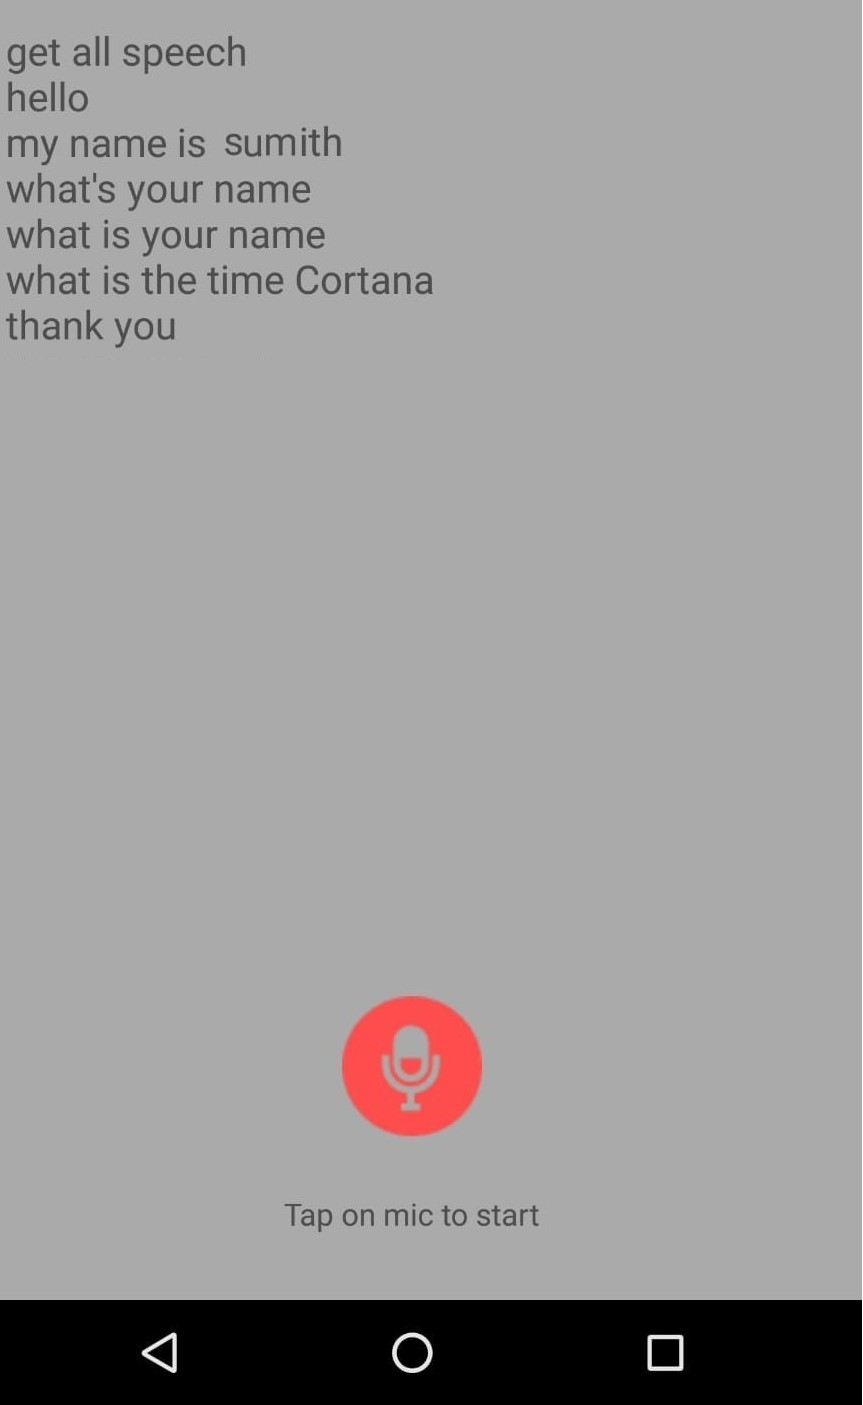 get all speech
hello
my name is sumith
what's your name
what is your name
what is the time Cortana
thank you
Tap on mic to start